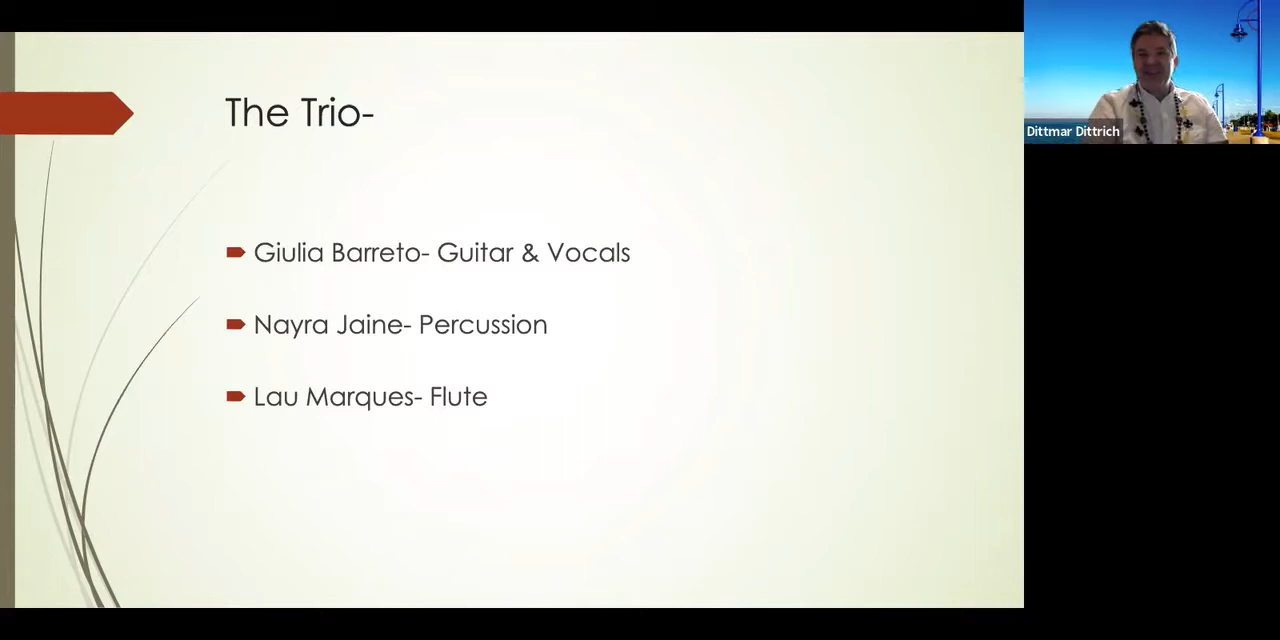 The Trio-
Giulia Barreto- Guitar & Vocals
Nayra Jaine- Percussion
Lau Marques- Flute
Dittmar Dittrich